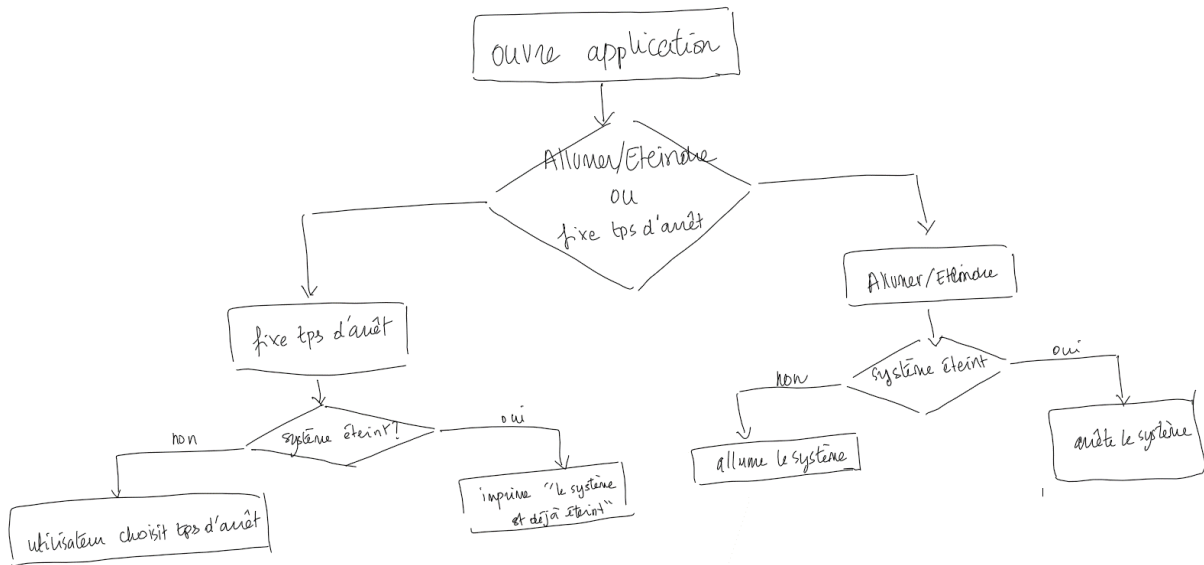 ouvre application
Allumer/Eteindre
ou
fixe tps d'arrêt
Allumer/Eteindre
fixe tps d'arrêt
système éteint
non
oui
système éteint?
non
oui
allume le système
arrête le système
imprime "le système
est déjà éteint"
utilisateur choisit tps d'arrêt